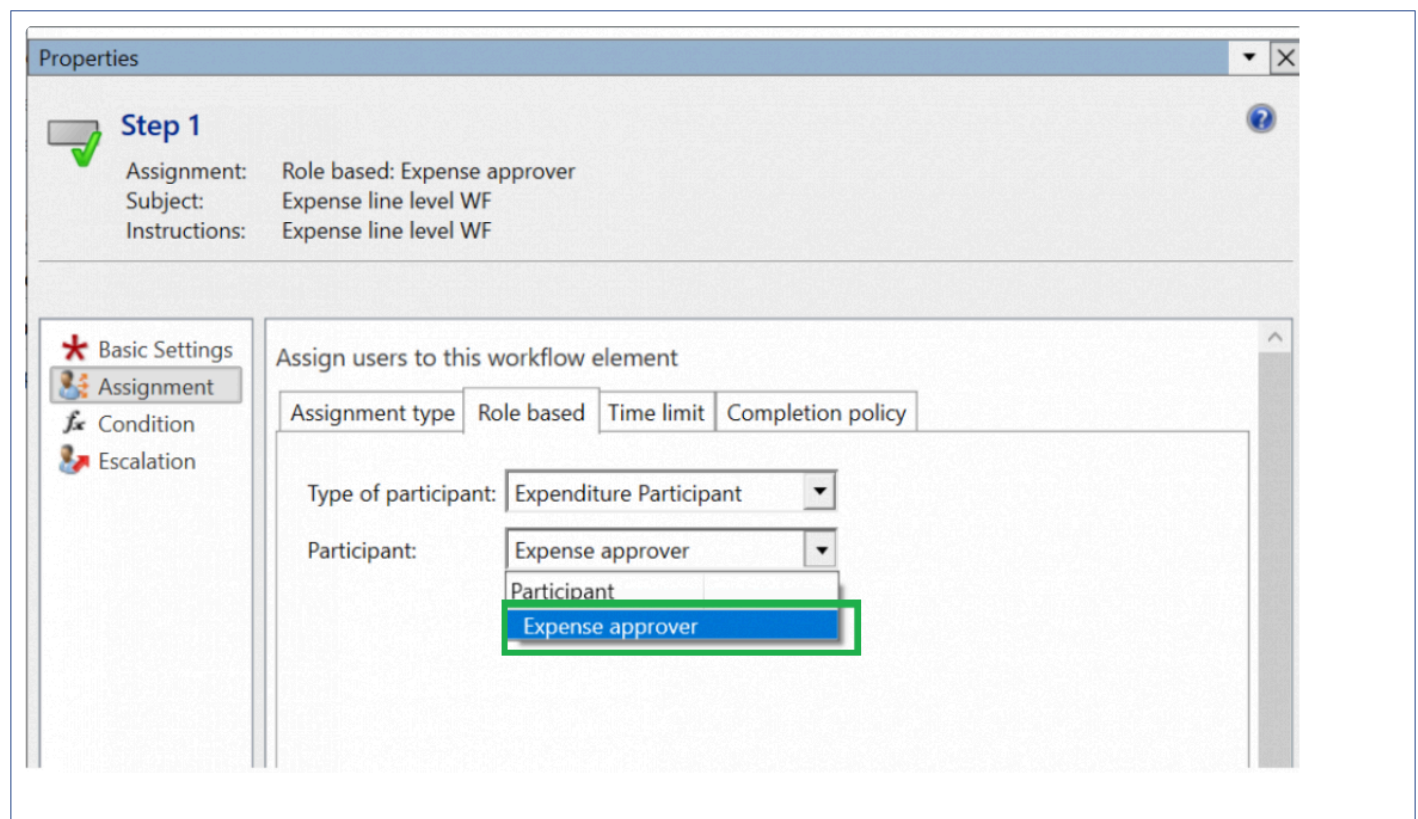 Properties
Step 1
Assignment: Role based: Expense approver
Subject: Expense line level WF
Instructions: Expense line level WF
Basic Settings
Assignment
Condition
Escalation
Assign users to this workflow element
Assignment type Role based Time limit Completion policy
Type of participant: Expenditure Participant
Participant: Expense approver
Participant
Expense approver